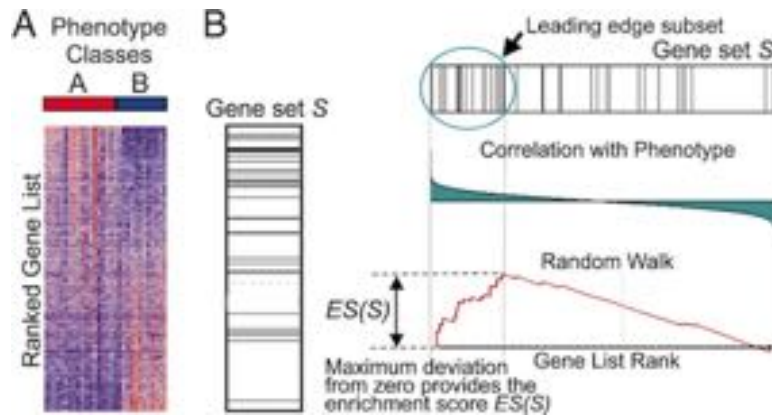 A
Phenotype
Classes
A B
Ranked Gene List
B
Gene set S
Leading edge subset
Gene set S
Correlation with Phenotype
Random Walk
ES(S)
Gene List Rank
Maximum deviation
from zero provides the
enrichment score ES(S)